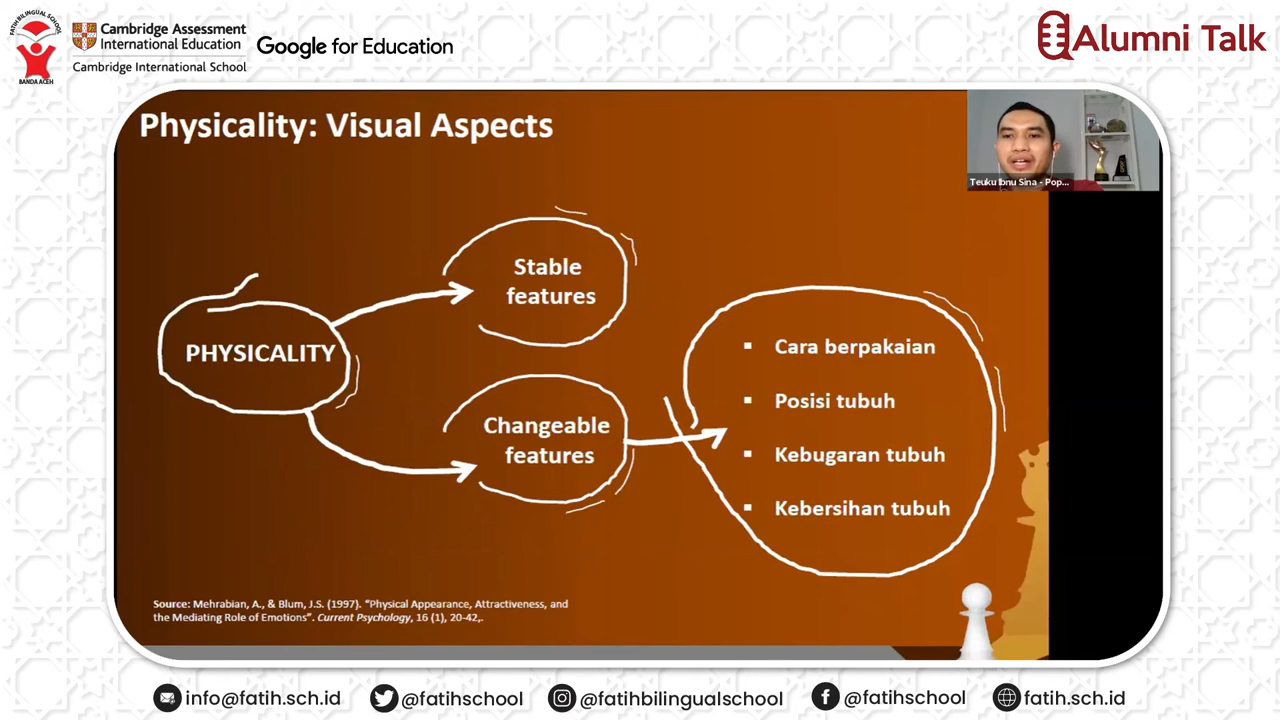 FATIH BILINGUAL SCHOOL
BANDA ACEH
Cambridge Assessment
International Education
Cambridge International School
Google for Education
Alumni Talk
Physicality: Visual Aspects
Teuku Ibnu Sina - Pop...
Stable
features
PHYSICALITY
Changeable
features
▪ Cara berpakaian
▪ Posisi tubuh
▪ Kebugaran tubuh
▪ Kebersihan tubuh
Source: Mehrabian, A., & Blum, J.S. (1997). "Physical Appearance, Attractiveness, and
the Mediating Role of Emotions". Current Psychology, 16 (1), 20-42,.
info@fatih.sch.id
@fatihschool
@fatihbilingualschool
@fatihschool
fatih.sch.id